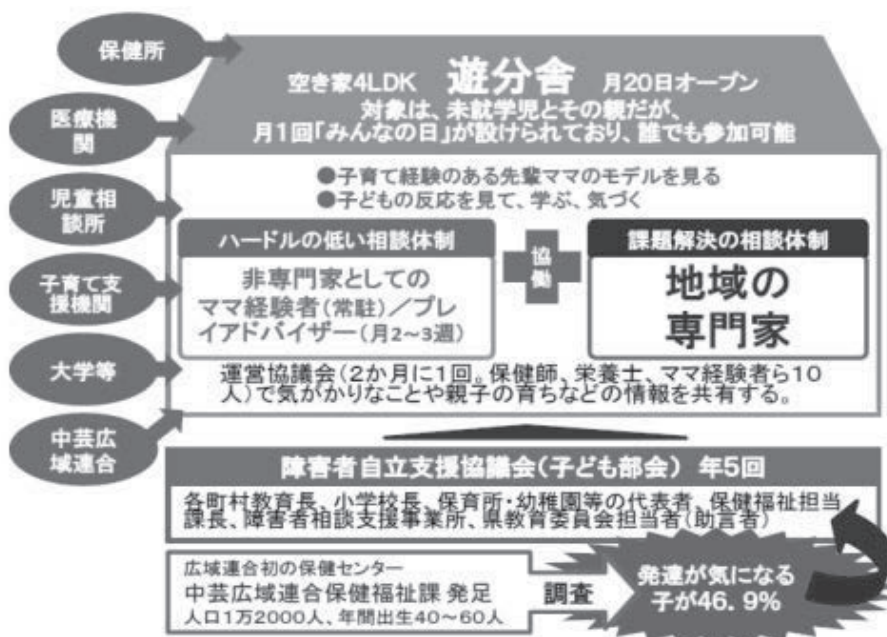 保健所
医療機
関
児童相
談所
子育て支
援機関
大学等
中芸広
域連合
空き家4LDK 遊分舎 月20日オープン
対象は、未就学児とその親だが、
月1回「みんなの日」が設けられており、誰でも参加可能
●子育て経験のある先輩ママのモデルを見る
●子どもの反応を見て、学ぶ、気づく
ハードルの低い相談体制
非専門家としての
ママ経験者(常駐)/プレ
イアドバイザー(月2～3週)
協
働
課題解決の相談体制
地域の
専門家
運営協議会(2か月に1回。保健師、栄養士、ママ経験者ら10
人)で気がかりなことや親子の育ちなどの情報を共有する。
障害者自立支援協議会(子ども部会) 年5回
各町村教育長、小学校長、保育所・幼稚園等の代表者、保健福祉担当
課長、障害者相談支援事業所、県教育委員会担当者(助言者)
広域連合初の保健センター
中芸広域連合保健福祉課 発足
人口1万2000人、年間出生40～60人
調査
発達が気になる
子が46.9%